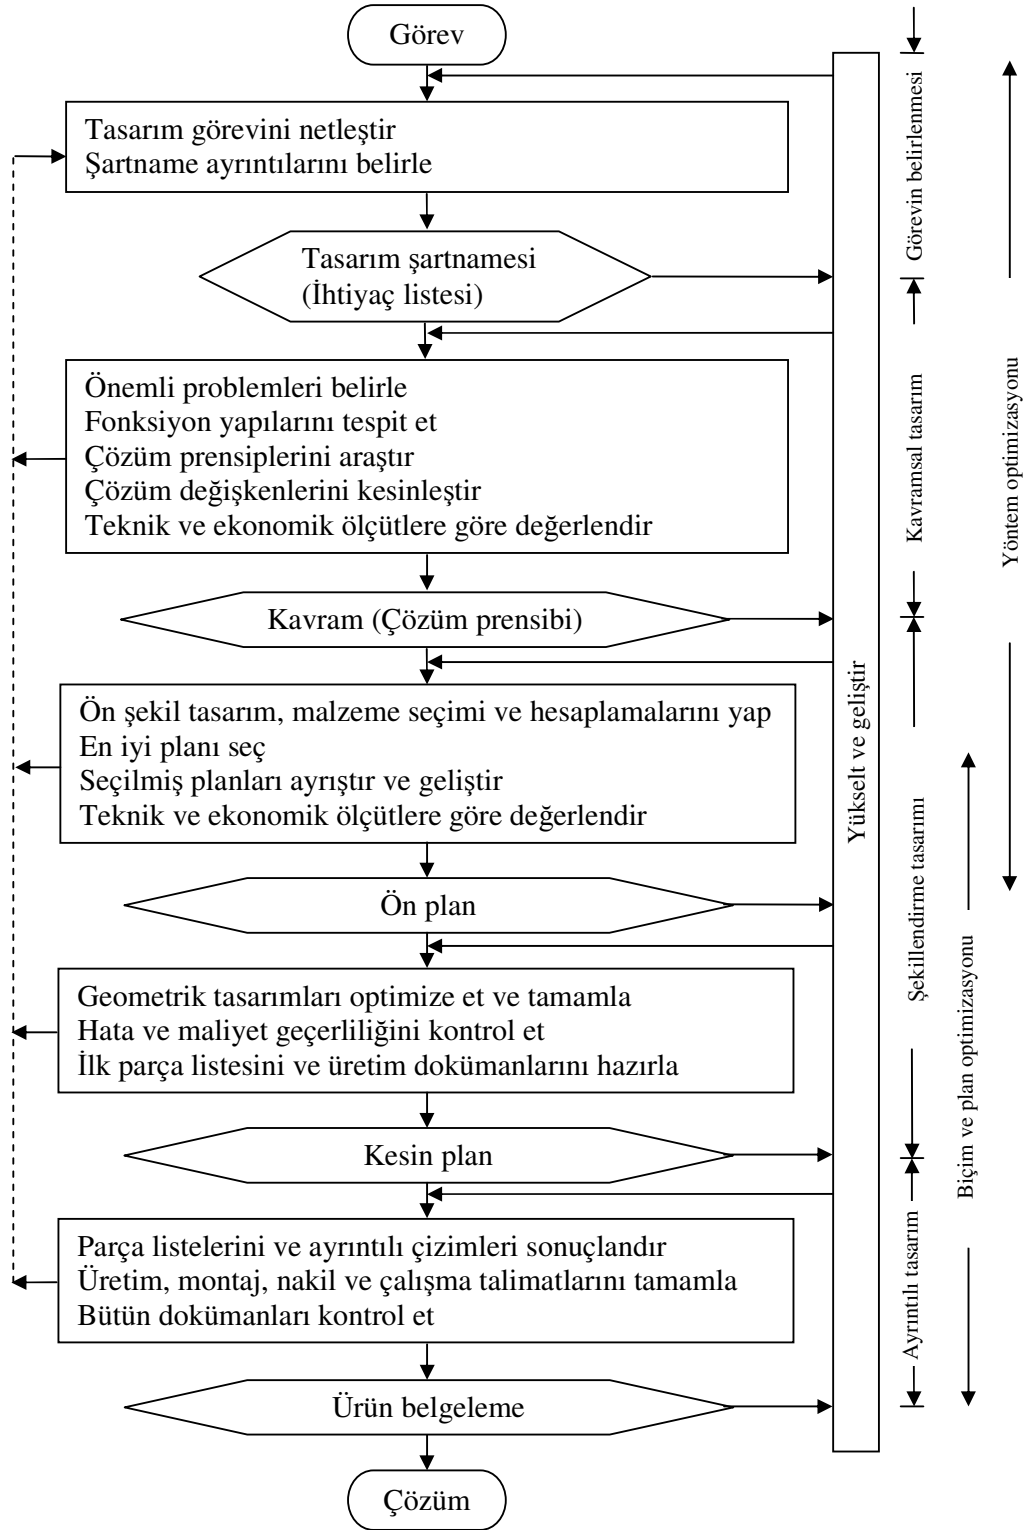 Görev
Tasarım görevini netleştir
Şartname ayrıntılarını belirle
Tasarım şartnamesi
(İhtiyaç listesi)
Önemli problemleri belirle
Fonksiyon yapılarını tespit et
Çözüm prensiplerini araştır
Çözüm değişkenlerini kesinleştir
Teknik ve ekonomik ölçütlere göre değerlendir
Kavram (Çözüm prensibi)
Ön şekil tasarım, malzeme seçimi ve hesaplamalarını yap
En iyi planı seç
Seçilmiş planları ayrıştır ve geliştir
Teknik ve ekonomik ölçütlere göre değerlendir
Ön plan
Geometrik tasarımları optimize et ve tamamla
Hata ve maliyet geçerliliğini kontrol et
İlk parça listesini ve üretim dokümanlarını hazırla
Kesin plan
Parça listelerini ve ayrıntılı çizimleri sonuçlandır
Üretim, montaj, nakil ve çalışma talimatlarını tamamla
Bütün dokümanları kontrol et
Ürün belgeleme
Çözüm
Yükselt ve geliştir
Görevin belirlenmesi
Kavramsal tasarım
Şekillendirme tasarımı
Ayrıntılı tasarım
Biçim ve plan optimizasyonu
Yöntem optimizasyonu